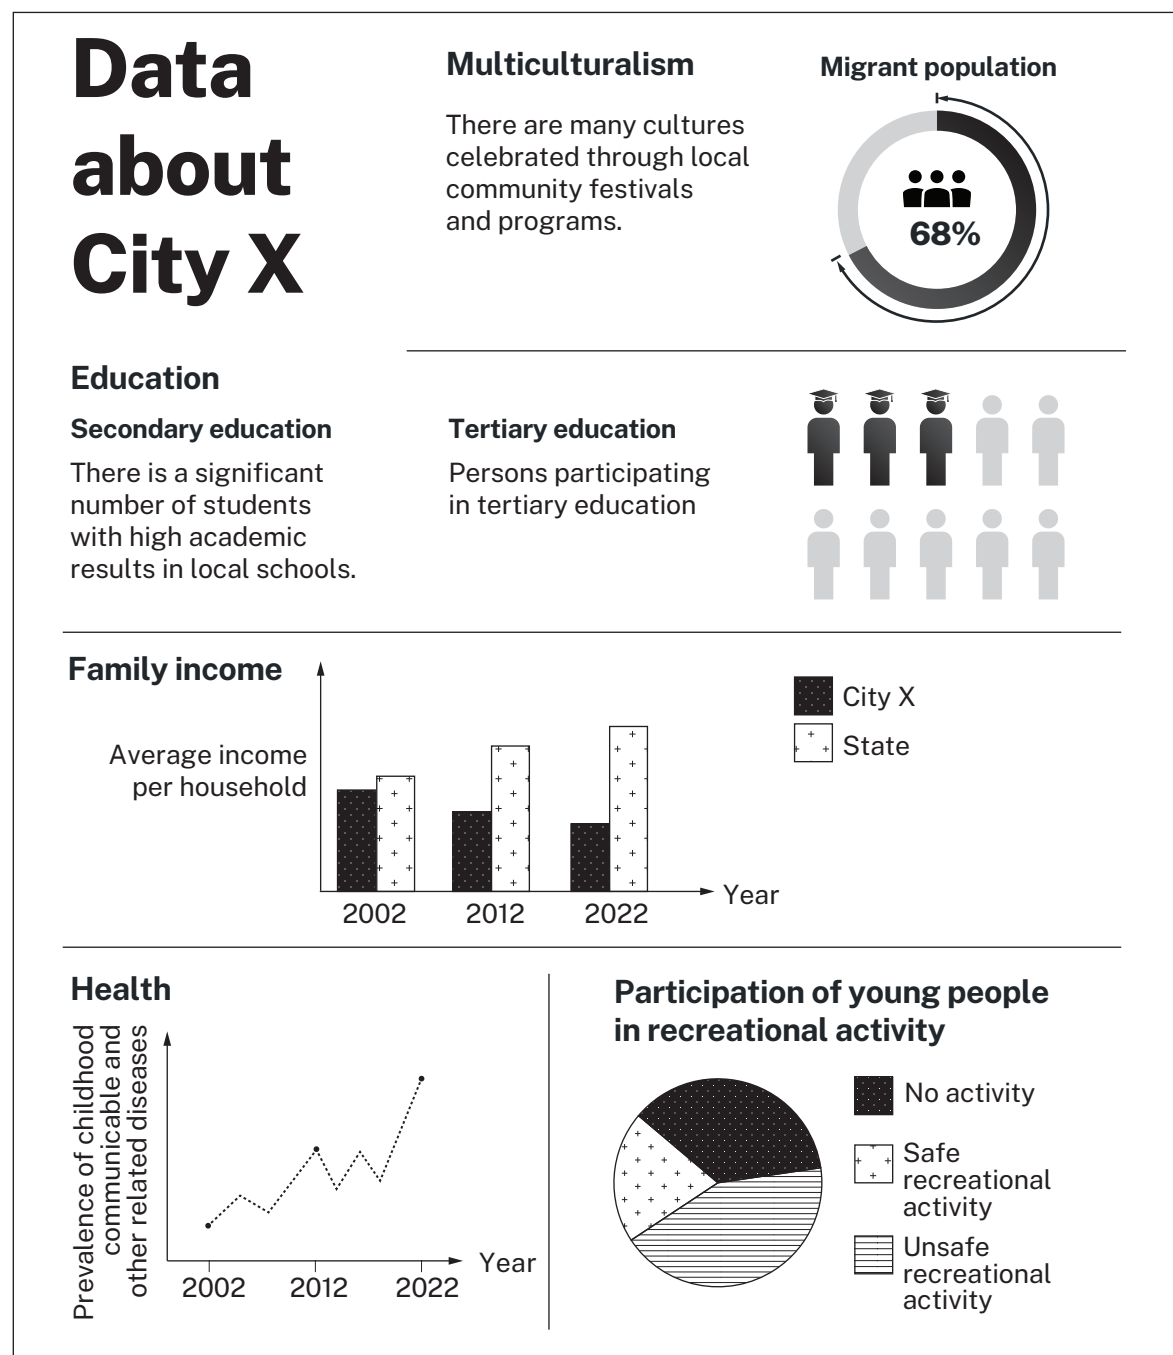 Data
about
City X
Multiculturalism
There are many cultures
celebrated through local
community festivals
and programs.
Migrant population
68%
Education
Secondary education
There is a significant
number of students
with high academic
results in local schools.
Tertiary education
Persons participating
in tertiary education
Family income
Average income
per household
2002
2012
2022
Year
City X
State
Health
Prevalence of childhood
communicable and
other related diseases
2002
2012
2022
Year
Participation of young people
in recreational activity
No activity
Safe
recreational
activity
Unsafe
recreational
activity